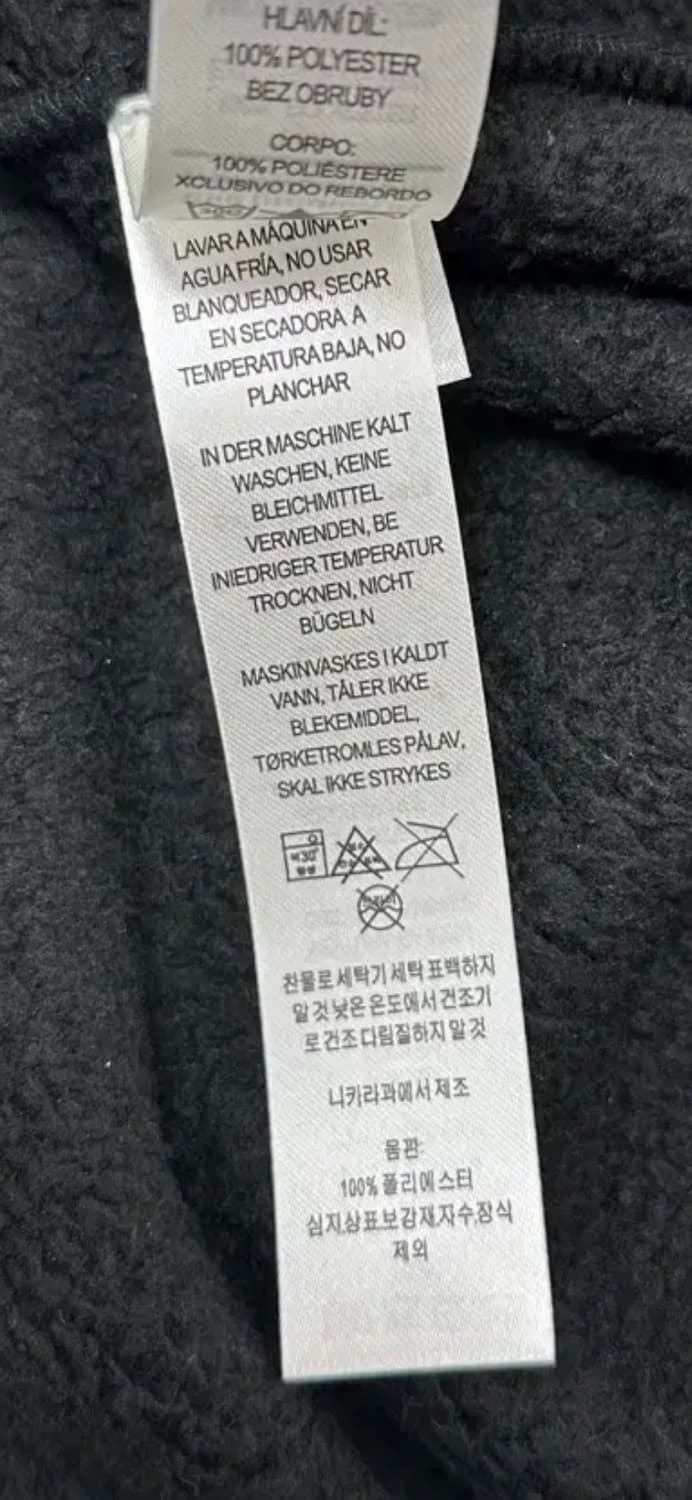 HLAVNÍ DÍL:
100% POLYESTER
BEZ OBRUBY
CORPO:
100% POLIÉSTERE
XCLUSIVO DO REBORDO
LAVAR A MÁQUINA EN
AGUA FRÍA, NO USAR
BLANQUEADOR, SECAR
EN SECADORA A
TEMPERATURA BAJA, NO
PLANCHAR
IN DER MASCHINE KALT
WASCHEN, KEINE
BLEICHMITTEL
VERWENDEN, BE
INIEDRIGER TEMPERATUR
TROCKNEN, NICHT
BÜGELN
MASKINVASKES I KALDT
VANN, TÅLER IKKE
BLEKEMIDDEL,
TØRKETROMLES PÅ LAV,
SKAL IKKE STRYKES
찬물로 세탁기 세탁 표백하지
말 것 낮은 온도에서 건조기
로 건조 다림질하지 말 것
니카라과에서 제조
몸판:
100% 폴리에스터
심지,상표,보강재,자수,장식
제외